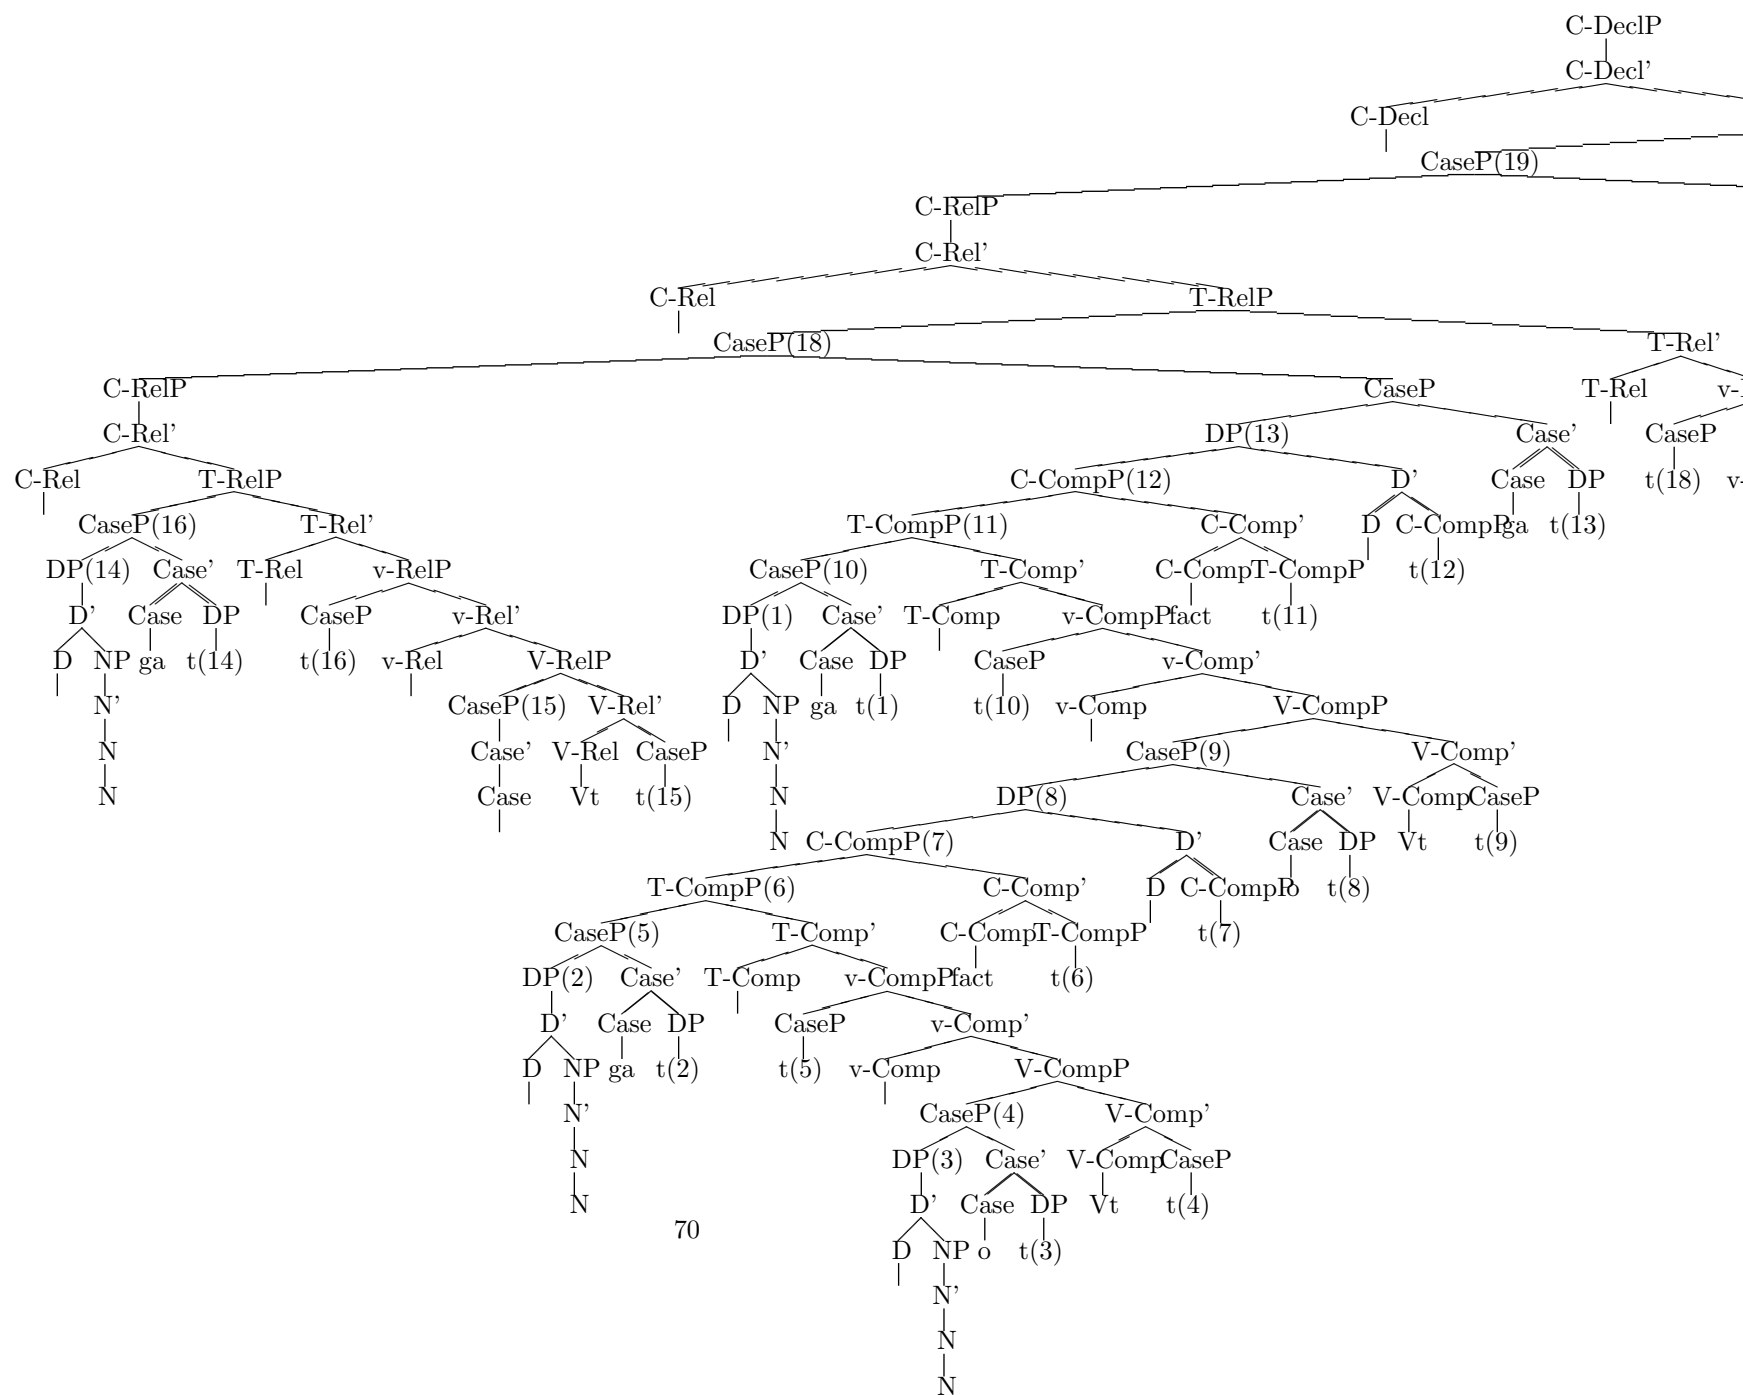 C-DeclP
C-Decl'
C-Decl
CaseP(19)
C-RelP
C-Rel'
C-Rel T-RelP
CaseP(18) T-Rel'
C-RelP CaseP T-Rel
C-Rel' DP(13) Case' CaseP
C-Rel T-RelP C-CompP(12) D' Case DP t(18)
CaseP(16) T-Rel' T-CompP(11) C-Comp' D C-CompP ga t(13)
DP(14) Case' T-Rel v-RelP CaseP(10) T-Comp' C-Comp T-CompP t(12)
D' Case DP CaseP v-Rel' DP(1) Case' T-Comp v-CompP fact t(11)
D NP ga t(14) t(16) v-Rel V-RelP D' Case DP CaseP v-Comp'
N' CaseP(15) V-Rel' D NP ga t(1) t(10) v-Comp V-CompP
N Case' V-Rel CaseP N' CaseP(9) V-Comp'
N Case Vt t(15) N DP(8) Case' V-Comp CaseP
N C-CompP(7) D' Case DP Vt t(9)
T-CompP(6) C-Comp' D C-CompP o t(8)
CaseP(5) T-Comp' C-Comp T-CompP t(7)
DP(2) Case' T-Comp v-CompP fact t(6)
D' Case DP CaseP v-Comp'
D NP ga t(2) t(5) v-Comp V-CompP
N' CaseP(4) V-Comp'
N DP(3) Case' V-Comp CaseP
N D' Case DP Vt t(4)
70
D NP o t(3)
N'
N
N